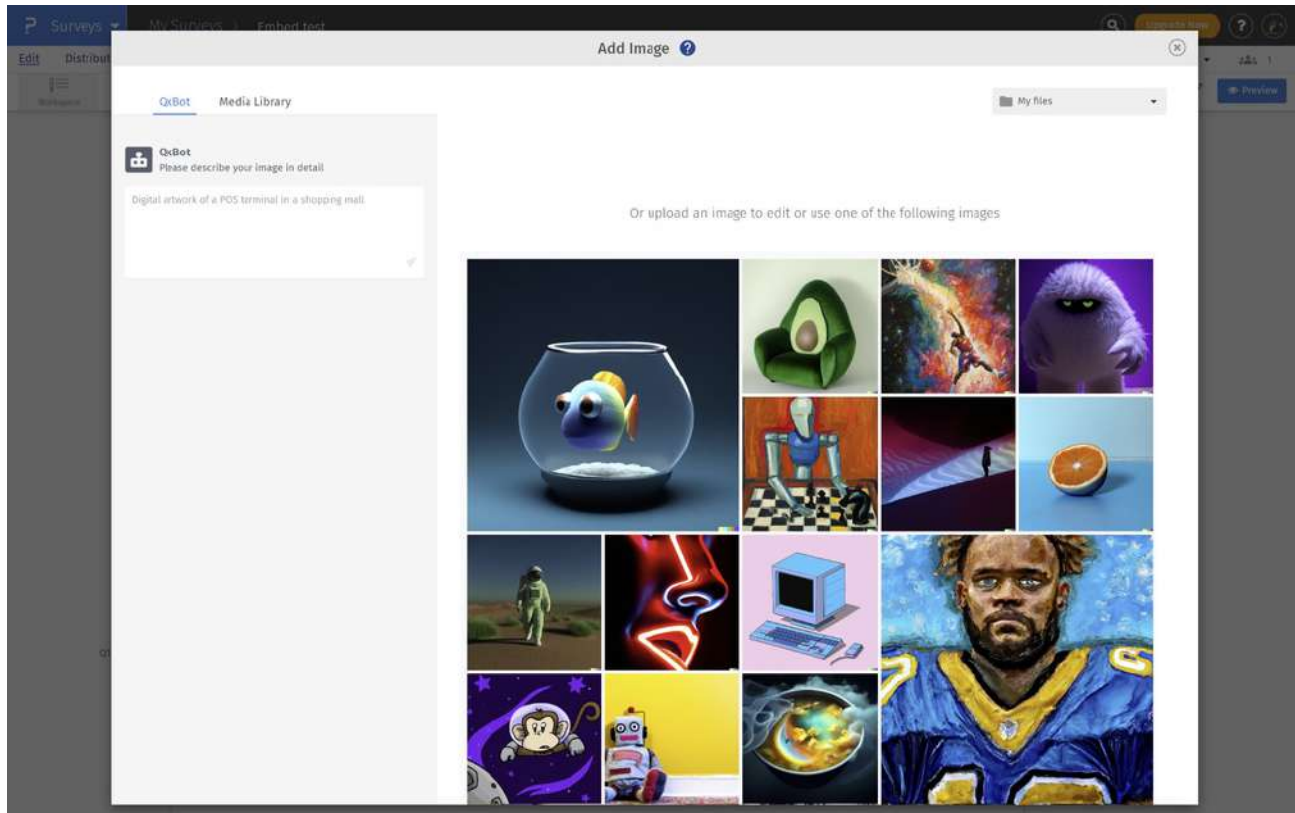 Surveys
My Surveys > Embed test
Upgrade Now
?
Add Image ?
Edit
Distribut
1
Workspace
Preview
QxBot
Media Library
My files
QxBot
Please describe your image in detail
Digital artwork of a POS terminal in a shopping mall
Or upload an image to edit or use one of the following images